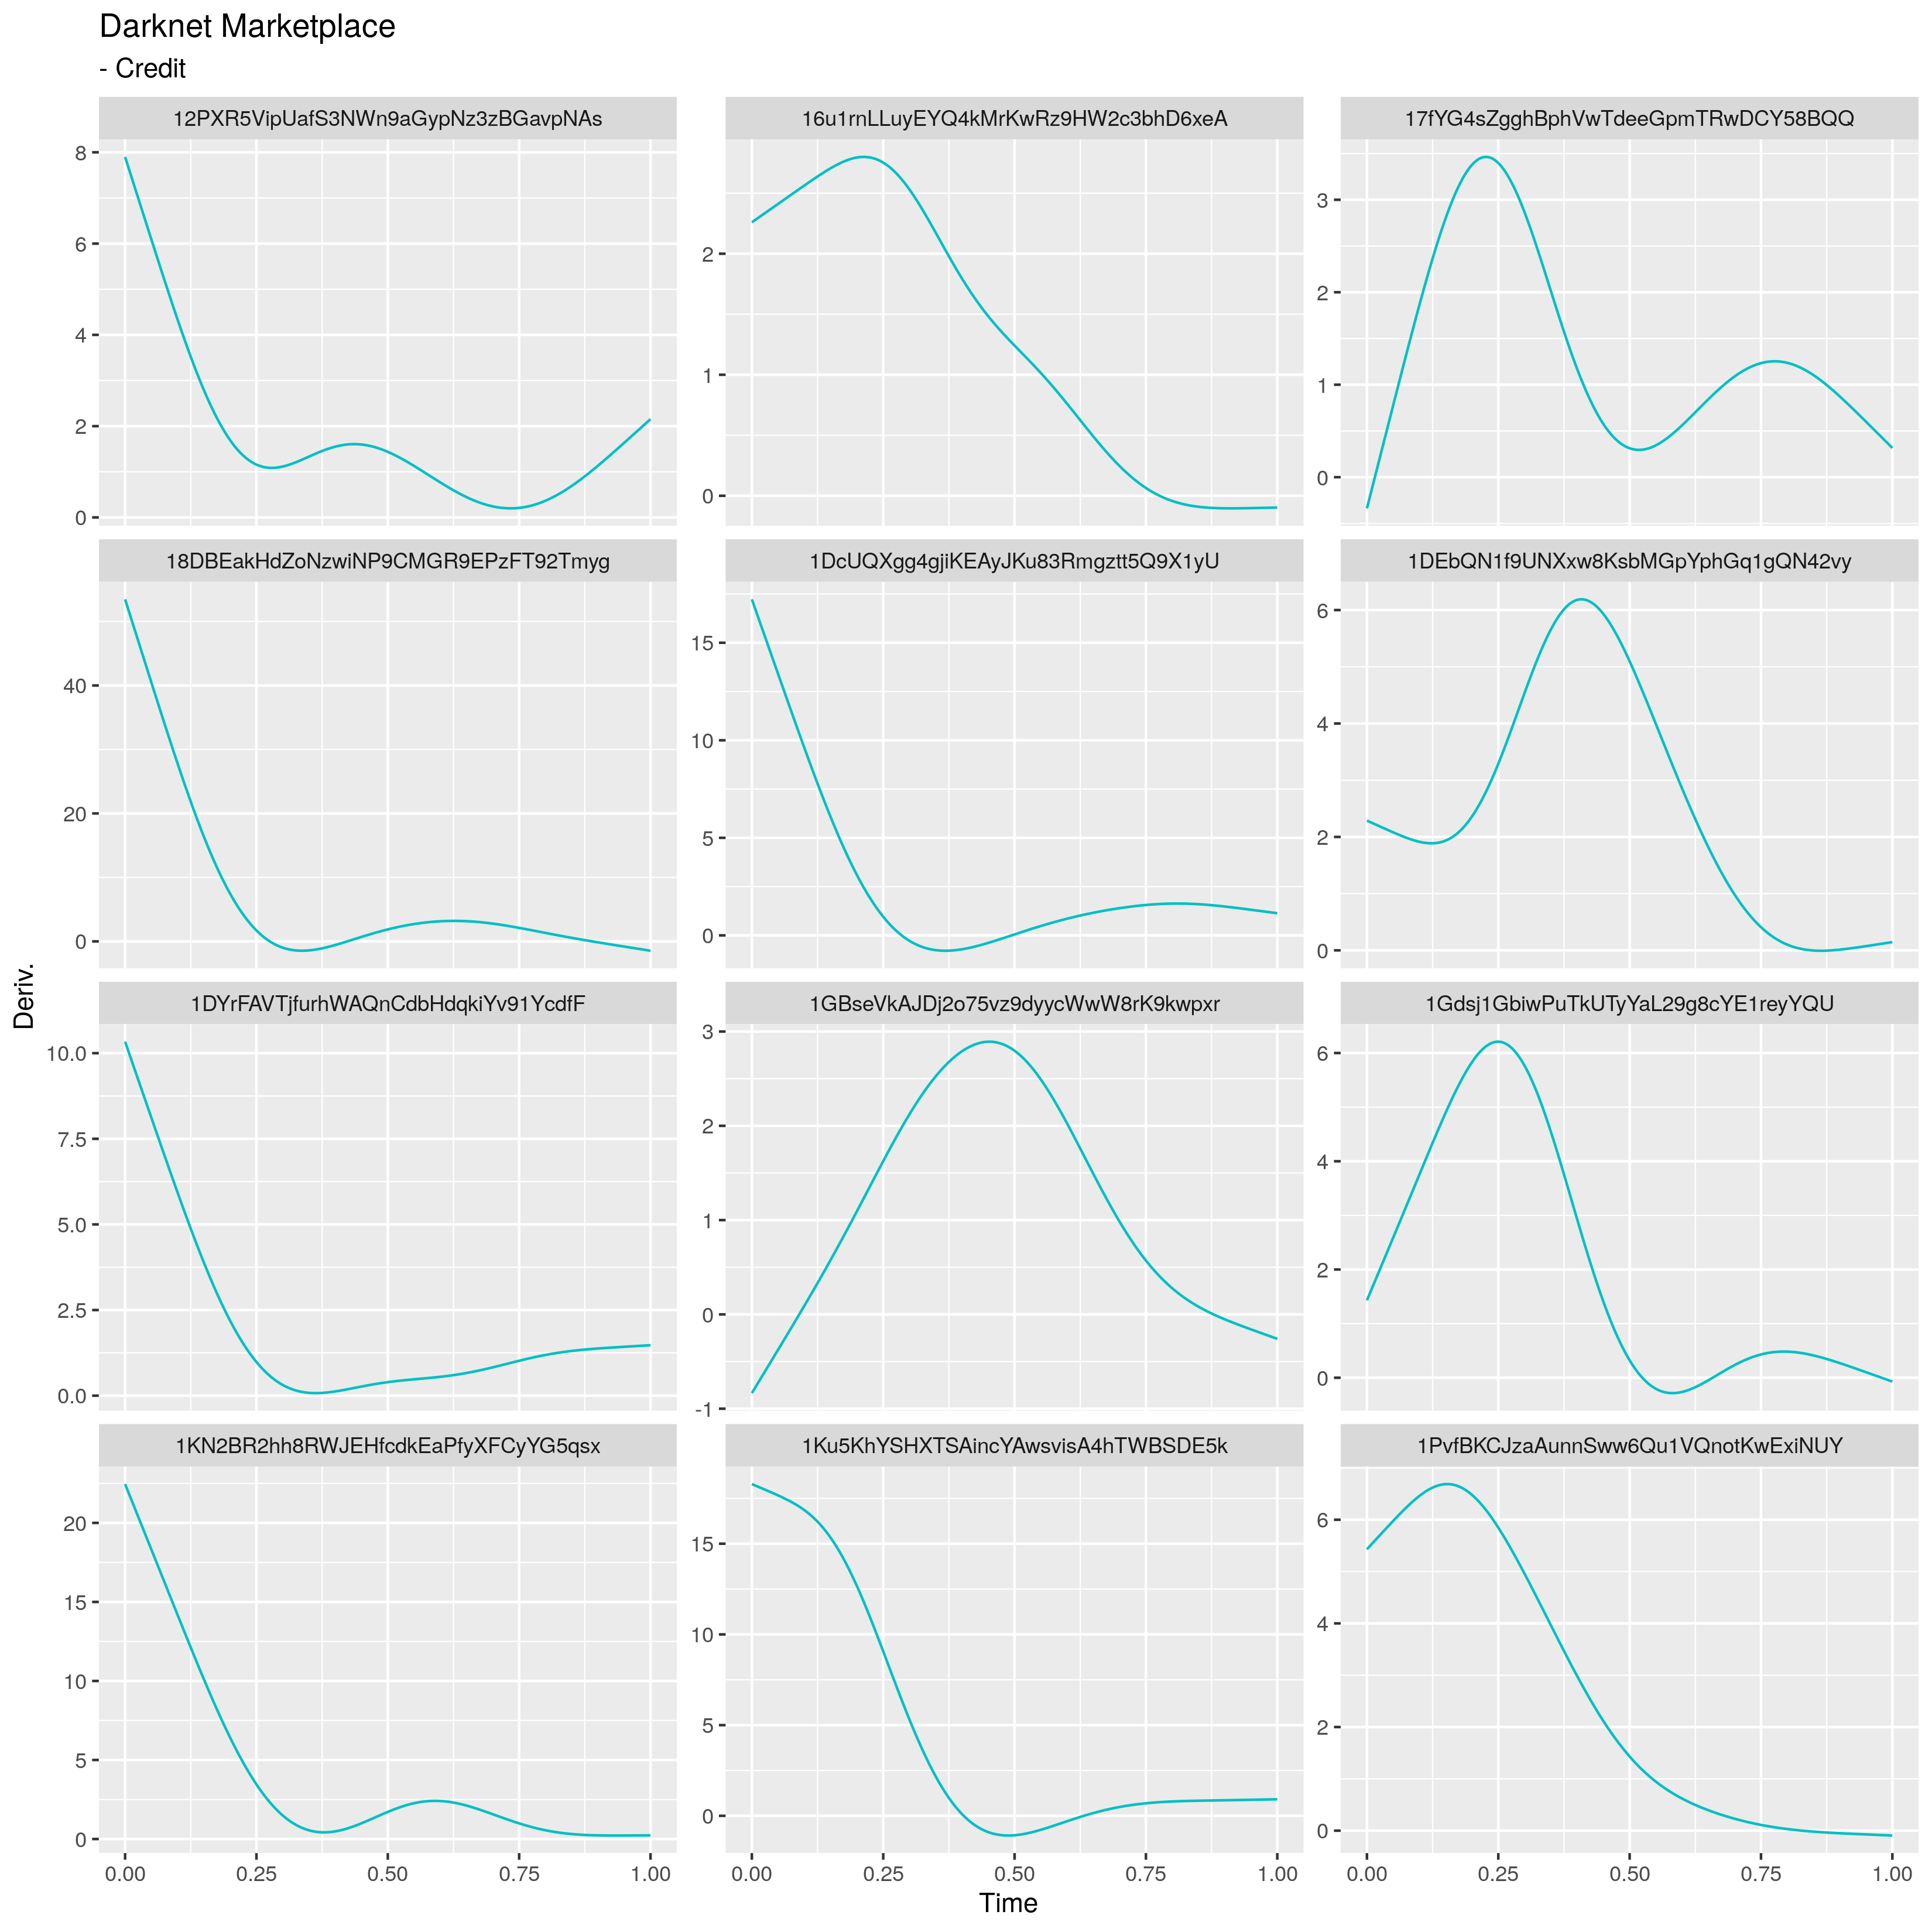 Darknet Marketplace
- Credit
12PXR5VipUafS3NWn9aGypNz3zBGavpNAs
16u1rnLLuyEYQ4kMrKwRz9HW2c3bhD6xeA
17fYG4sZgghBphVwTdeeGpmTRwDCY58BQQ
8
6
4
2
0
2
1
0
3
2
1
0
18DBEakHdZoNzwiNP9CMGR9EPzFT92Tmyg
1DcUQXgg4gjiKEAyJKu83Rmgztt5Q9X1yU
1DEbQN1f9UNXxw8KsbMGpYphGq1gQN42vy
40
20
0
15
10
5
0
6
4
2
0
Deriv.
1DYrFAVTjfurhWAQnCdbHdqkiYv91YcdfF
1GBseVkAJDj2o75vz9dyycWwW8rK9kwpxr
1Gdsj1GbiwPuTkUTyYaL29g8cYE1reyYQU
10.0
7.5
5.0
2.5
0.0
3
2
1
0
-1
6
4
2
0
1KN2BR2hh8RWJEHfcdkEaPfyXFCyYG5qsx
1Ku5KhYSHXTSAincYAwsvisA4hTWBSDE5k
1PvfBKCJzaAunnSww6Qu1VQnotKwExiNUY
20
15
10
5
0
15
10
5
0
6
4
2
0
0.00 0.25 0.50 0.75 1.00
0.00 0.25 0.50 0.75 1.00
0.00 0.25 0.50 0.75 1.00
Time